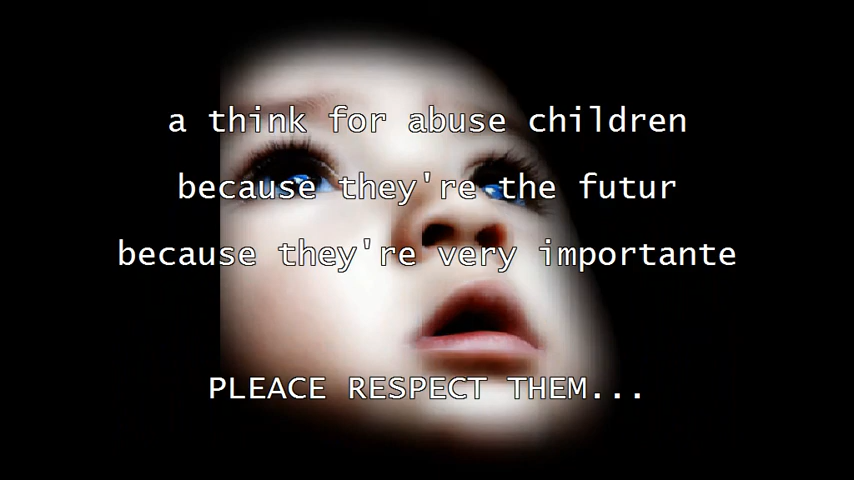 a think for abuse children
because they're the futur
because they're very importante
PLEACE RESPECT THEM...